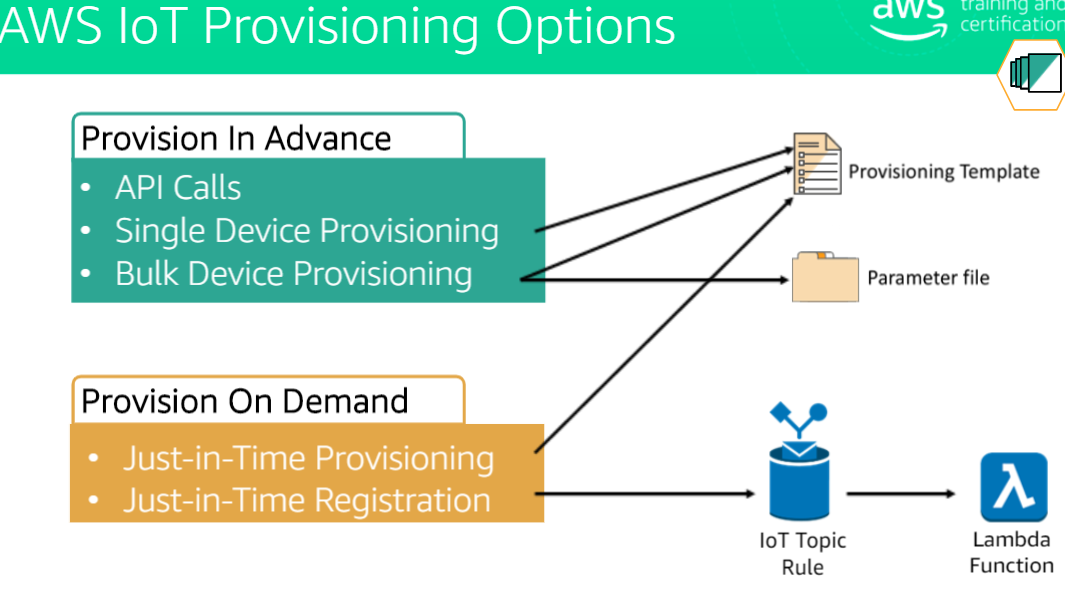 AWS IoT Provisioning Options
aws training and
certification
Provision In Advance
• API Calls
• Single Device Provisioning
• Bulk Device Provisioning
Provisioning Template
Parameter file
Provision On Demand
• Just-in-Time Provisioning
• Just-in-Time Registration
IoT Topic
Rule
Lambda
Function